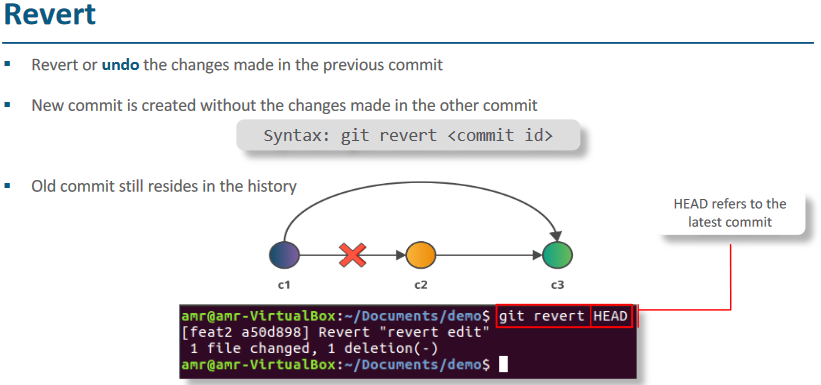 Revert
▪ Revert or undo the changes made in the previous commit
▪ New commit is created without the changes made in the other commit
Syntax: git revert <commit id>
▪ Old commit still resides in the history
HEAD refers to the
latest commit
c1 c2 c3
amr@amr-VirtualBox:~/Documents/demo$ git revert HEAD
[feat2 a50d898] Revert "revert edit"
1 file changed, 1 deletion(-)
amr@amr-VirtualBox:~/Documents/demo$